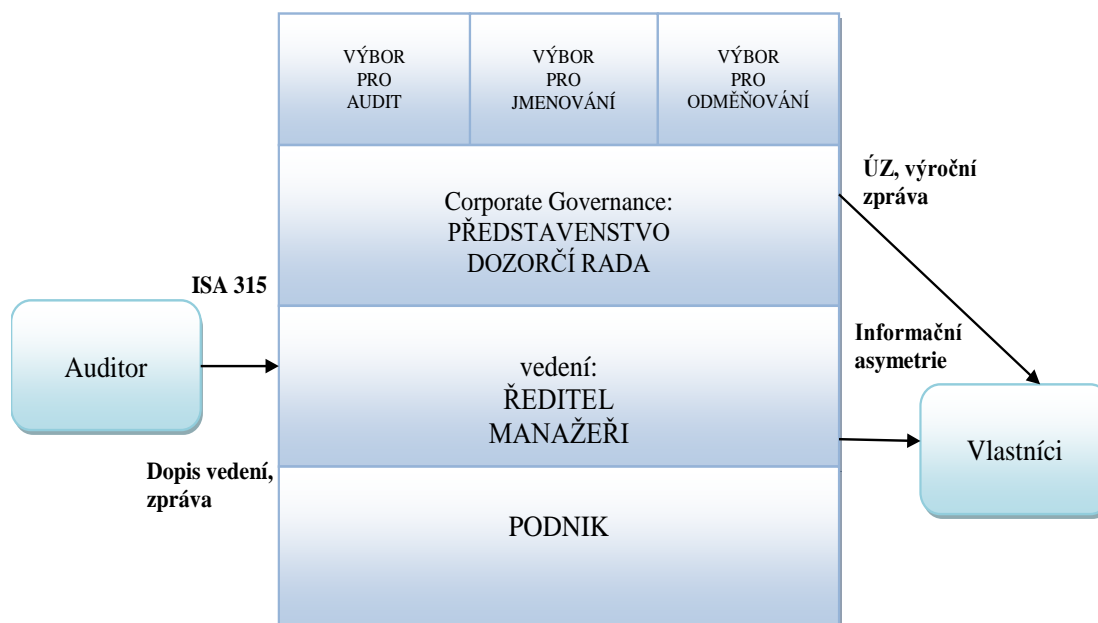 VÝBOR
PRO
AUDIT
VÝBOR
PRO
JMENOVÁNÍ
VÝBOR
PRO
ODMĚŇOVÁNÍ
Corporate Governance:
PŘEDSTAVENSTVO
DOZORČÍ RADA
ÚZ, výroční
zpráva
ISA 315
Auditor
vedení:
ŘEDITEL
MANAŽEŘI
Informační
asymetrie
Vlastníci
Dopis vedení,
zpráva
PODNIK